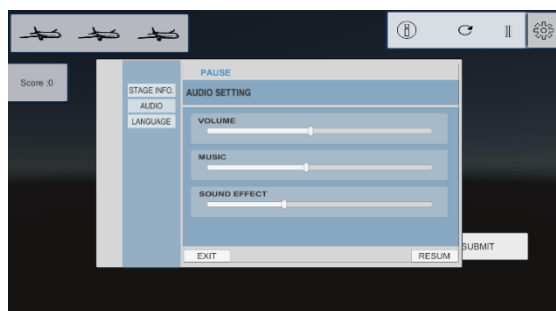 Score :0
PAUSE
STAGE INFO.
AUDIO SETTING
AUDIO
LANGUAGE
VOLUME
MUSIC
SOUND EFFECT
EXIT
RESUM
SUBMIT